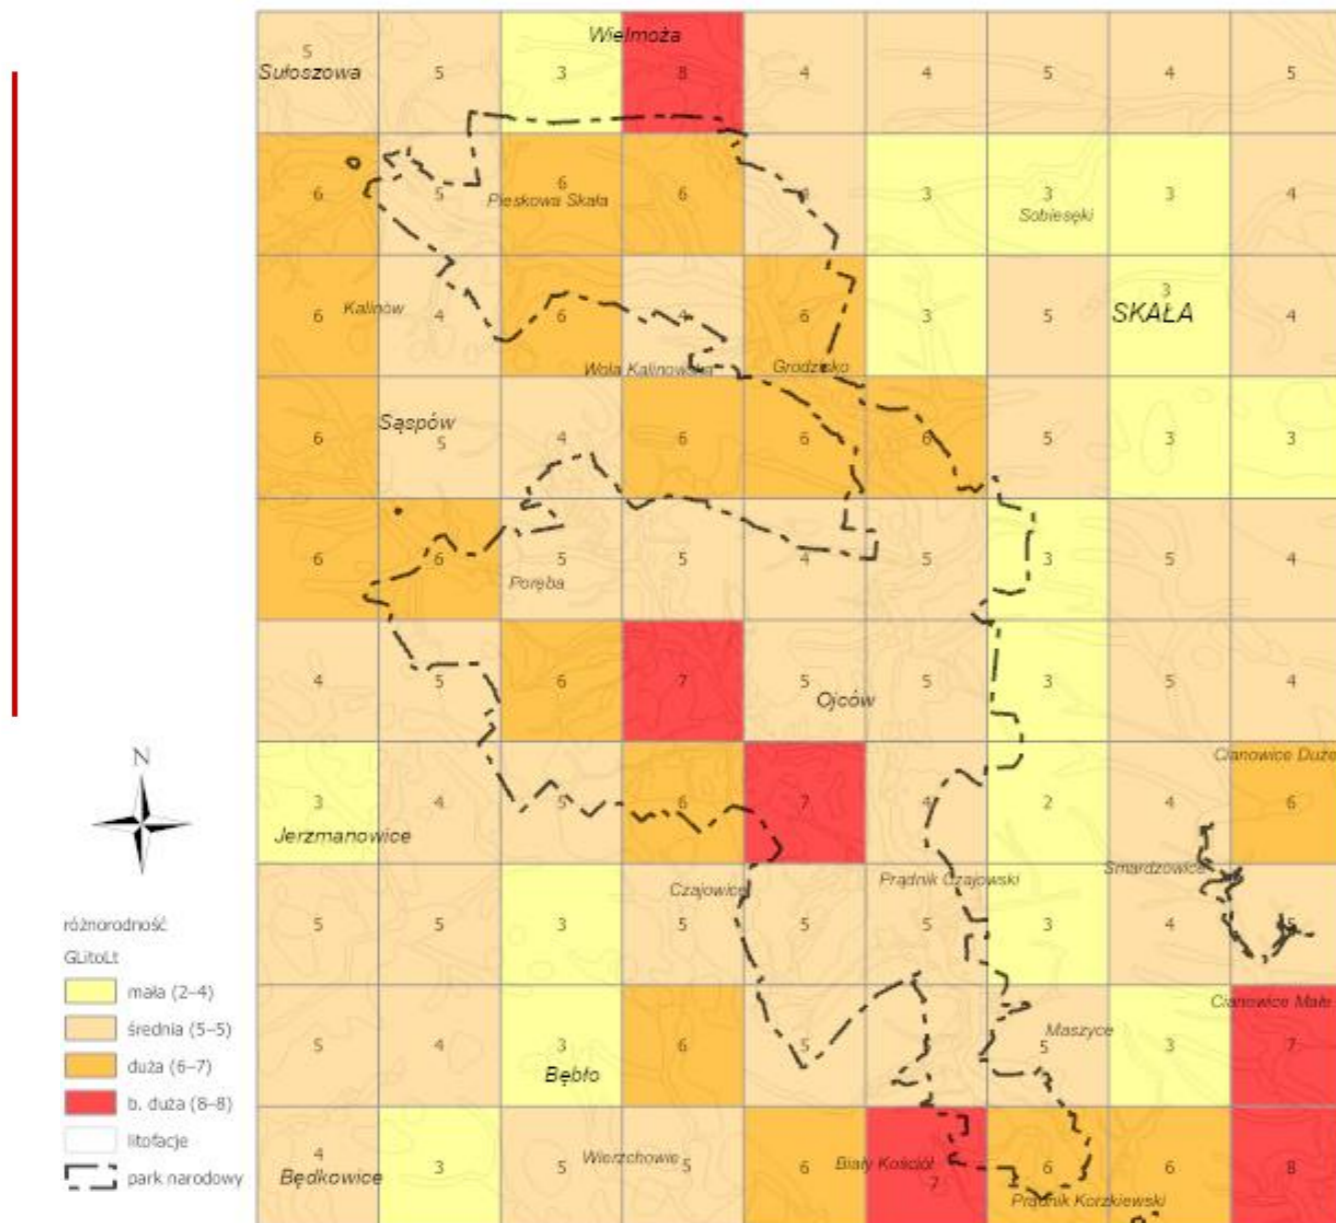 Wielmoża
5
Sułoszowa
5
3
8
4
4
5
4
5
6
5
6
Pieskowa Skała
6
4
3
3
Sobiesęki
3
4
6
Kalinów
4
6
4
Wola Kalinowska
6
Grodzisko
3
5
3
SKAŁA
4
6
Sąspów
5
4
6
6
6
5
3
3
6
6
5
Poręba
5
4
5
3
5
4
4
5
6
7
5
Ojców
5
3
5
4
N
3
Jerzmanowice
4
5
6
7
4
2
4
Cianowice Duże
6
5
5
3
Czajowice
5
5
Prądnik Czajowski
5
3
Smardzowice
4
5
różnorodność
GLitoLt
mała (2–4)
średnia (5–5)
duża (6–7)
b. duża (8–8)
litofacje
park narodowy
5
4
3
Bębło
6
5
5
Maszyce
3
Cianowice Małe
7
4
Będkowice
3
5
Wierzchowie
5
6
Biały Kościół
7
6
Prądnik Korzkiewski
6
8